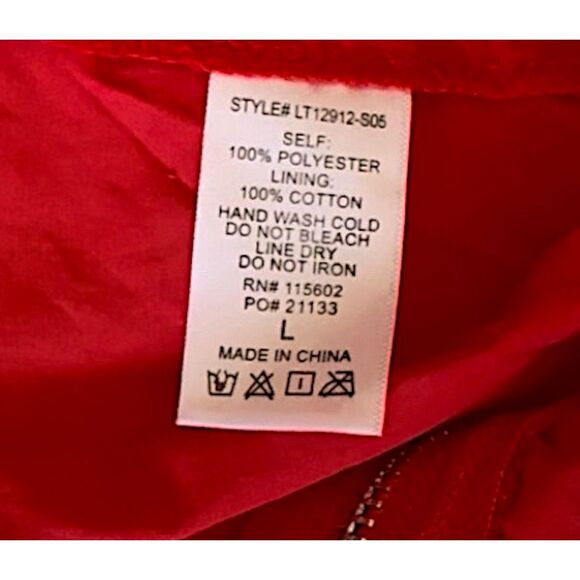 STYLE# LT12912-S05
SELF:
100% POLYESTER
LINING:
100% COTTON
HAND WASH COLD
DO NOT BLEACH
LINE DRY
DO NOT IRON
RN# 115602
PO# 21133
L
MADE IN CHINA